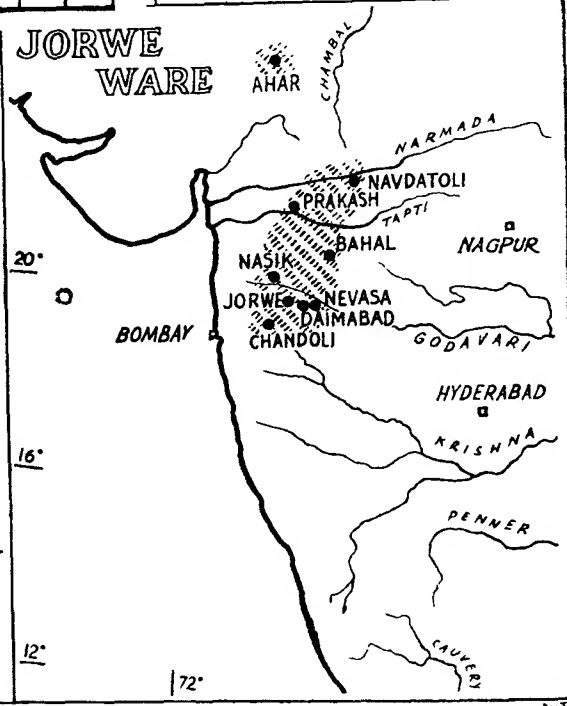 JORWE
WARE
AHAR
CHAMBAL
NARMADA
NAVDATOLI
PRAKASH
TAPTI
BAHAL
NAGPUR
20°
NASIK
JORWE
NEVASA
DAIMABAD
BOMBAY
CHANDOLI
GODAVARI
HYDERABAD
16°
KRISHNA
PENNER
12°
72°
CAUVERY